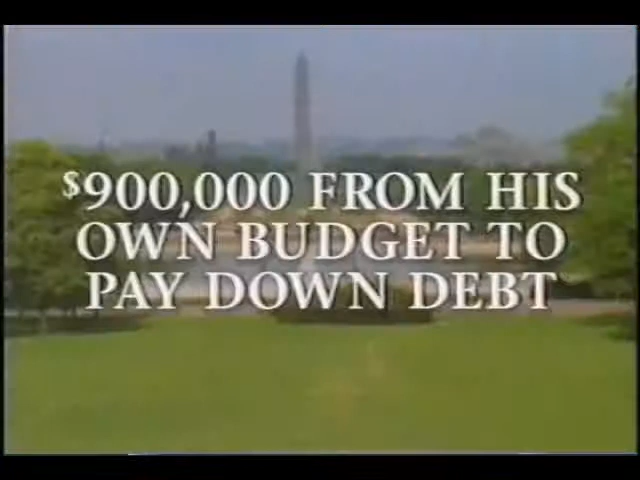 $900,000 FROM HIS
OWN BUDGET TO
PAY DOWN DEBT